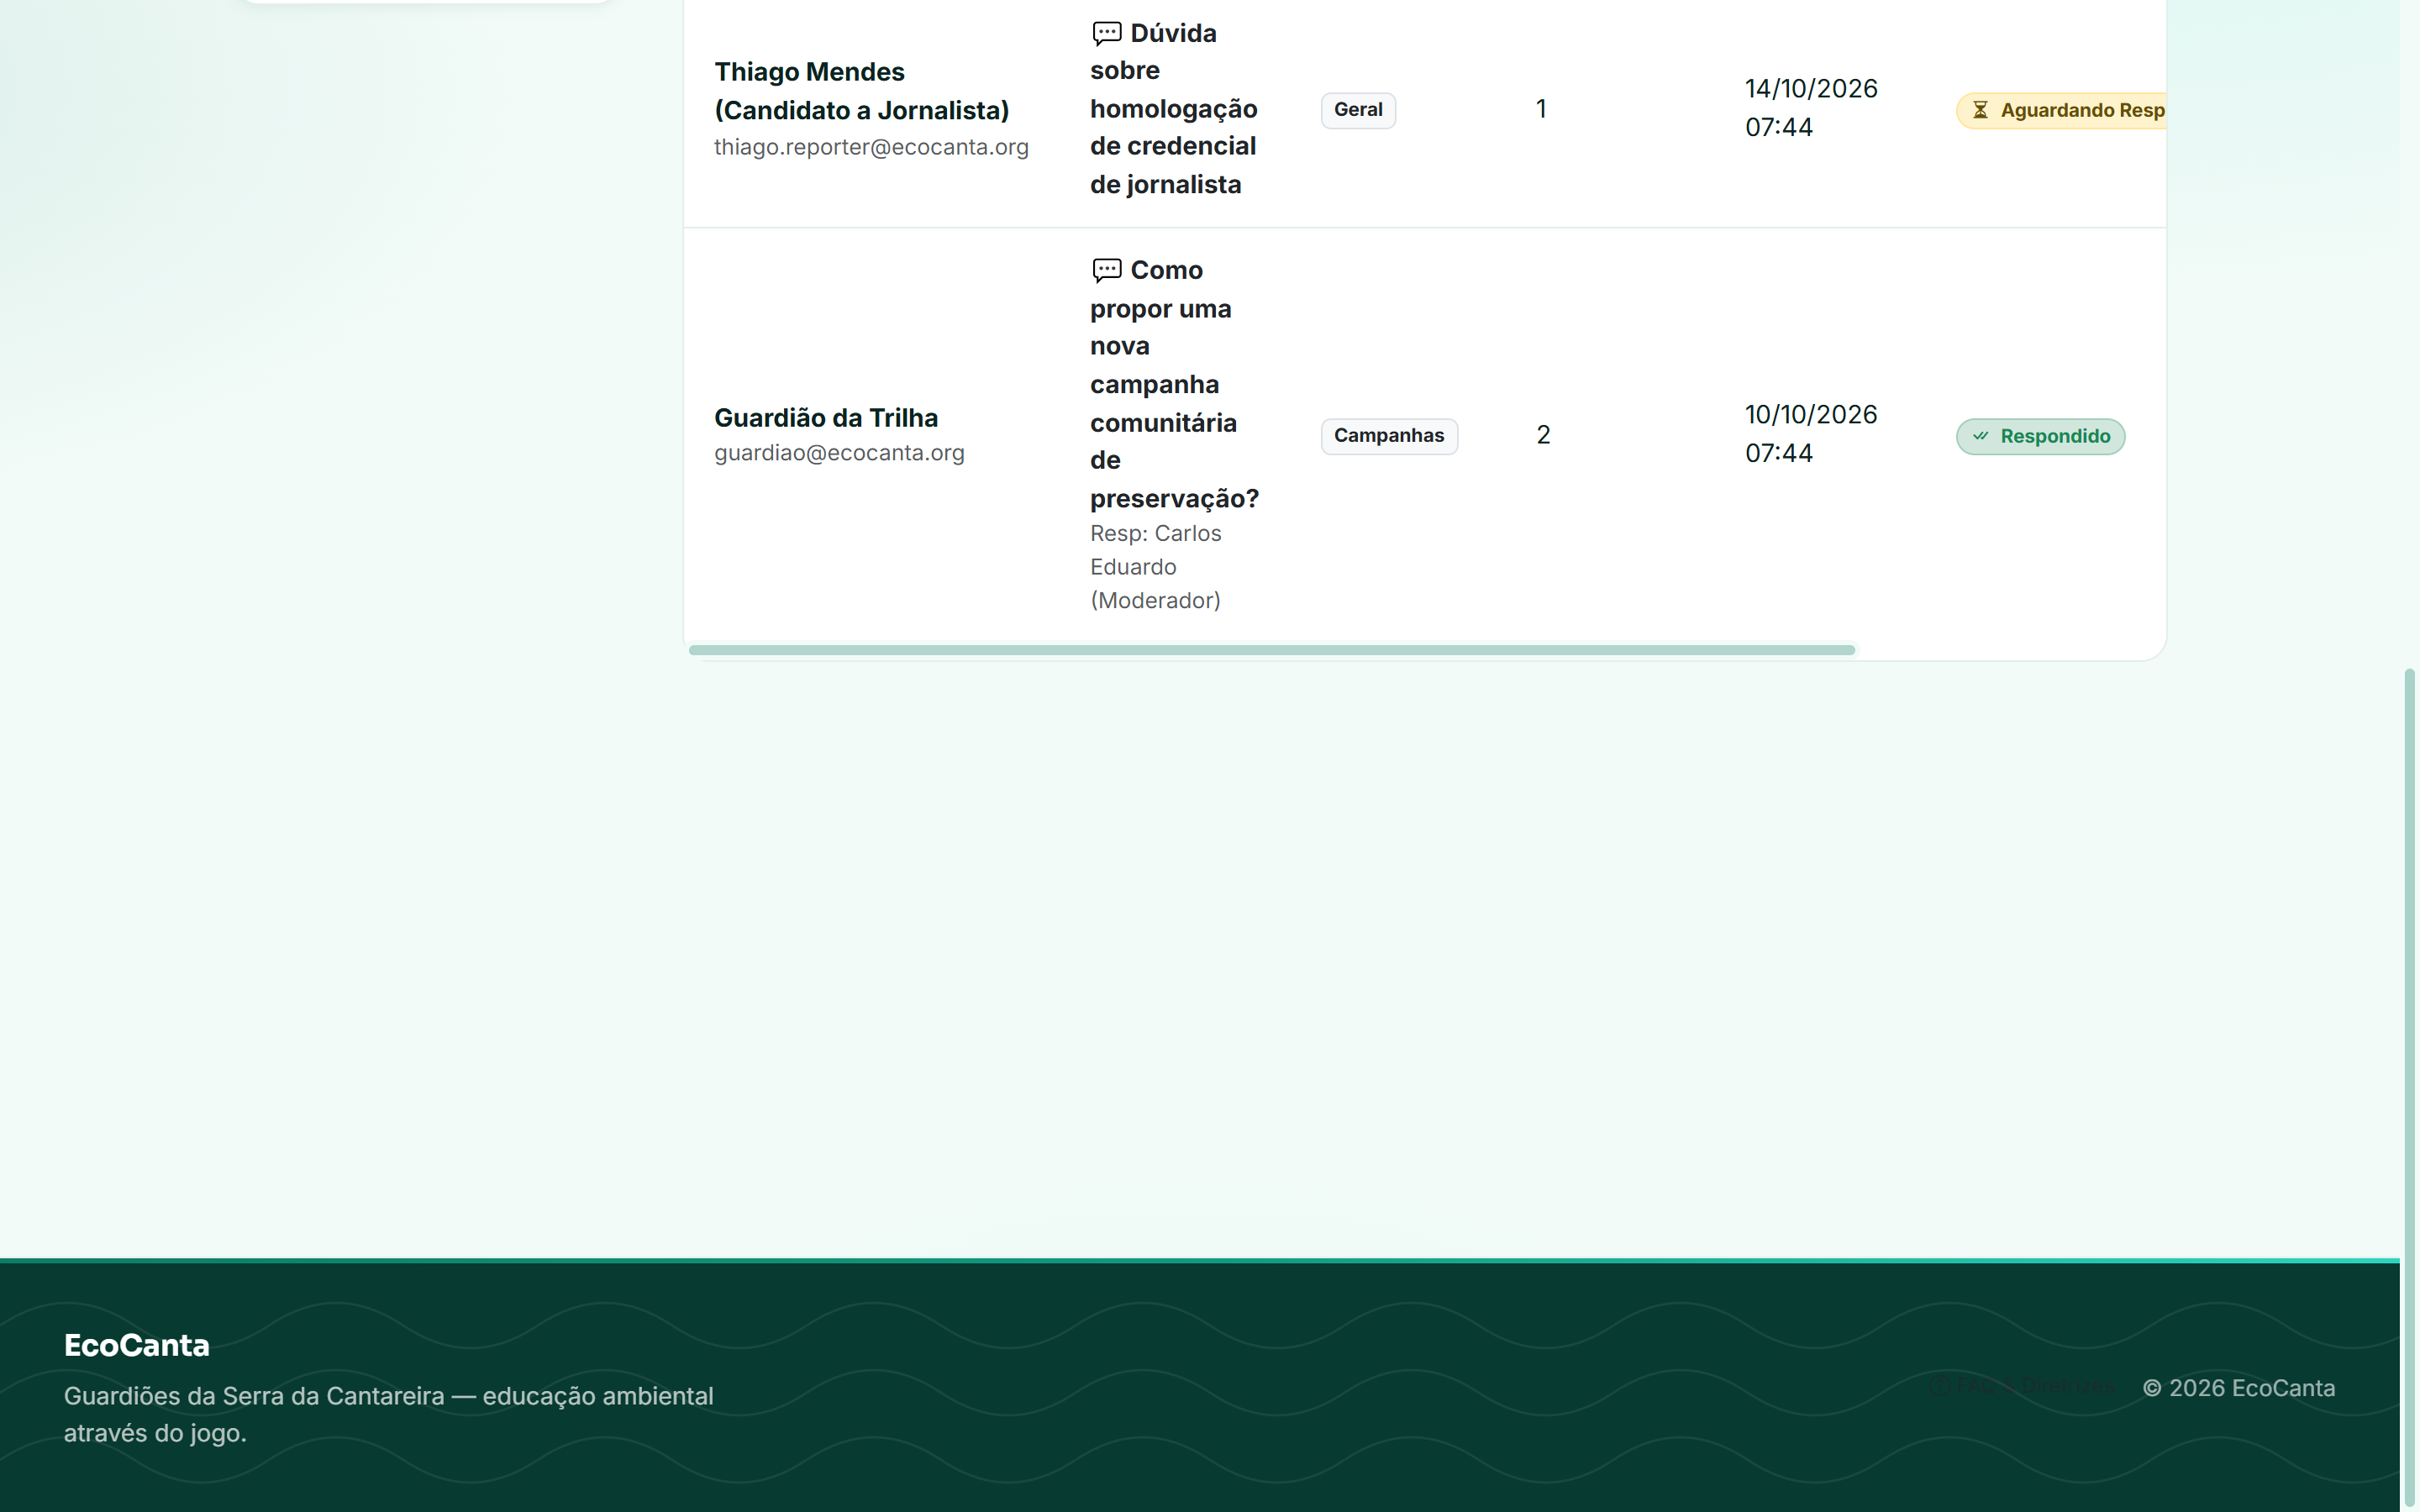 Thiago Mendes
(Candidato a Jornalista)
thiago.reporter@ecocanta.org
Dúvida
sobre
homologação
de credencial
de jornalista
Geral
1
14/10/2026
07:44
Aguardando Resp
Guardião da Trilha
guardiao@ecocanta.org
Como
propor uma
nova
campanha
comunitária
de
preservação?
Resp: Carlos
Eduardo
(Moderador)
Campanhas
2
10/10/2026
07:44
Respondido
EcoCanta
Guardiões da Serra da Cantareira — educação ambiental
através do jogo.
FAQ & Diretrizes
© 2026 EcoCanta